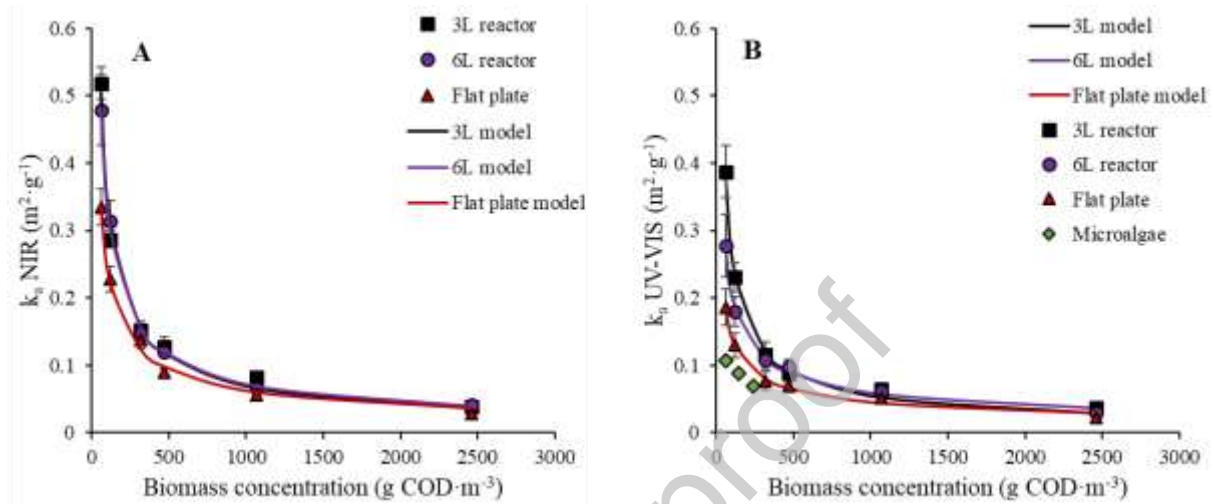 A
0.6
0.5
0.4
0.3
0.2
0.1
0
0
500
1000
1500
2000
2500
3000
kₐ NIR (m²·g⁻¹)
Biomass concentration (g COD·m⁻³)
3L reactor
6L reactor
Flat plate
3L model
6L model
Flat plate model
B
0.6
0.5
0.4
0.3
0.2
0.1
0
0
500
1000
1500
2000
2500
3000
kₐ UV-VIS (m²·g⁻¹)
Biomass concentration (g COD·m⁻³)
3L model
6L model
Flat plate model
3L reactor
6L reactor
Flat plate
Microalgae
proof